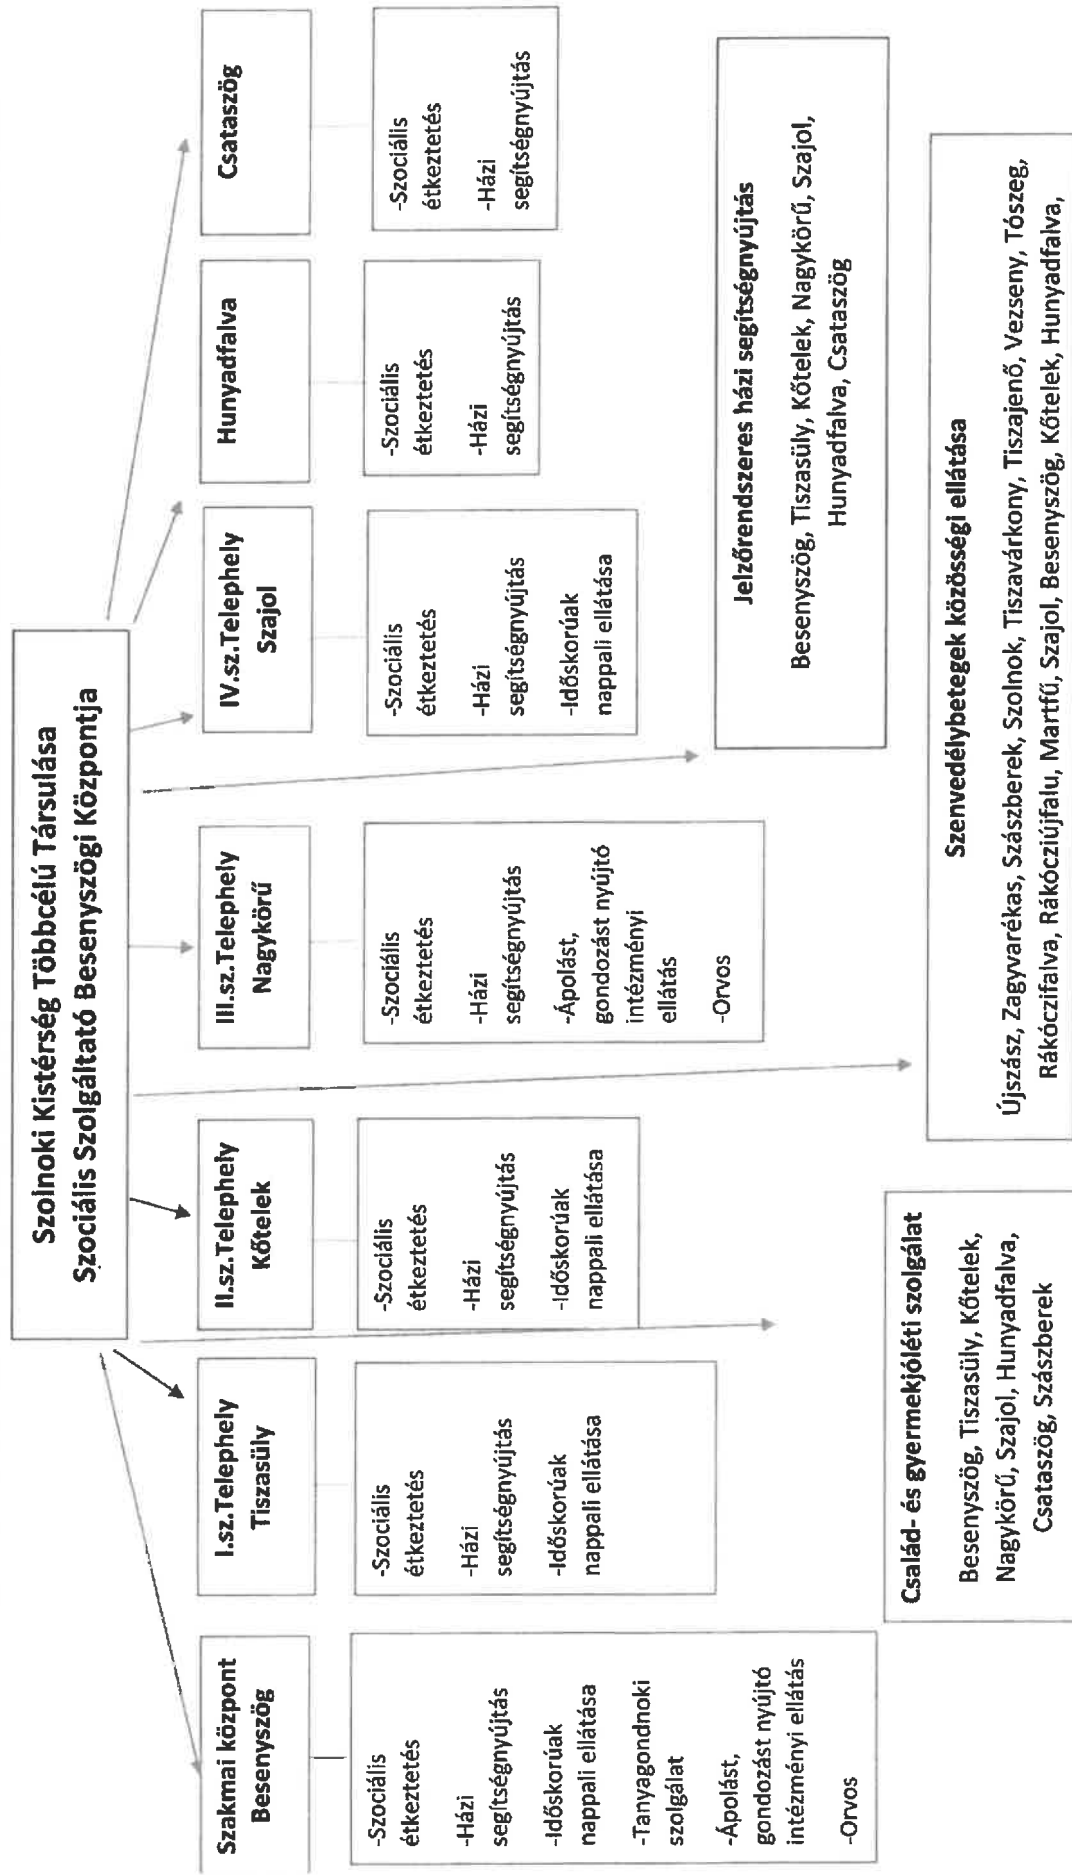 Szolnoki Kistérség Többcélú Társulása
Szociális Szolgáltató Besenyszögi Központja
Szakmai központ
Besenyszög
-Szociális
étkeztetés
-Házi
segítségnyújtás
-Időskorúak
nappali ellátása
-Tanyagondnoki
szolgálat
-Ápolást,
gondozást nyújtó
intézményi ellátás
-Orvos
I.sz.Telephely
Tiszasüly
-Szociális
étkeztetés
-Házi
segítségnyújtás
-Időskorúak
nappali ellátása
II.sz.Telephely
Kőtelek
-Szociális
étkeztetés
-Házi
segítségnyújtás
-Időskorúak
nappali ellátása
III.sz.Telephely
Nagykörű
-Szociális
étkeztetés
-Házi
segítségnyújtás
-Ápolást,
gondozást nyújtó
intézményi
ellátás
-Orvos
IV.sz.Telephely
Szajol
-Szociális
étkeztetés
-Házi
segítségnyújtás
-Időskorúak
nappali ellátása
Hunyadfalva
-Szociális
étkeztetés
-Házi
segítségnyújtás
Csataszög
-Szociális
étkeztetés
-Házi
segítségnyújtás
Jelzőrendszeres házi segítségnyújtás
Besenyszög, Tiszasüly, Kőtelek, Nagykörű, Szajol,
Hunyadfalva, Csataszög
Család- és gyermekjóléti szolgálat
Besenyszög, Tiszasüly, Kőtelek,
Nagykörű, Szajol, Hunyadfalva,
Csataszög, Szászberek
Szenvedélybetegek közösségi ellátása
Újszász, Zagyvarékas, Szászberek, Szolnok, Tiszavárkony, Tiszajenő, Vezseny, Tószeg,
Rákóczifalva, Rákócziújfalu, Martfű, Szajol, Besenyszög, Kőtelek, Hunyadfalva,